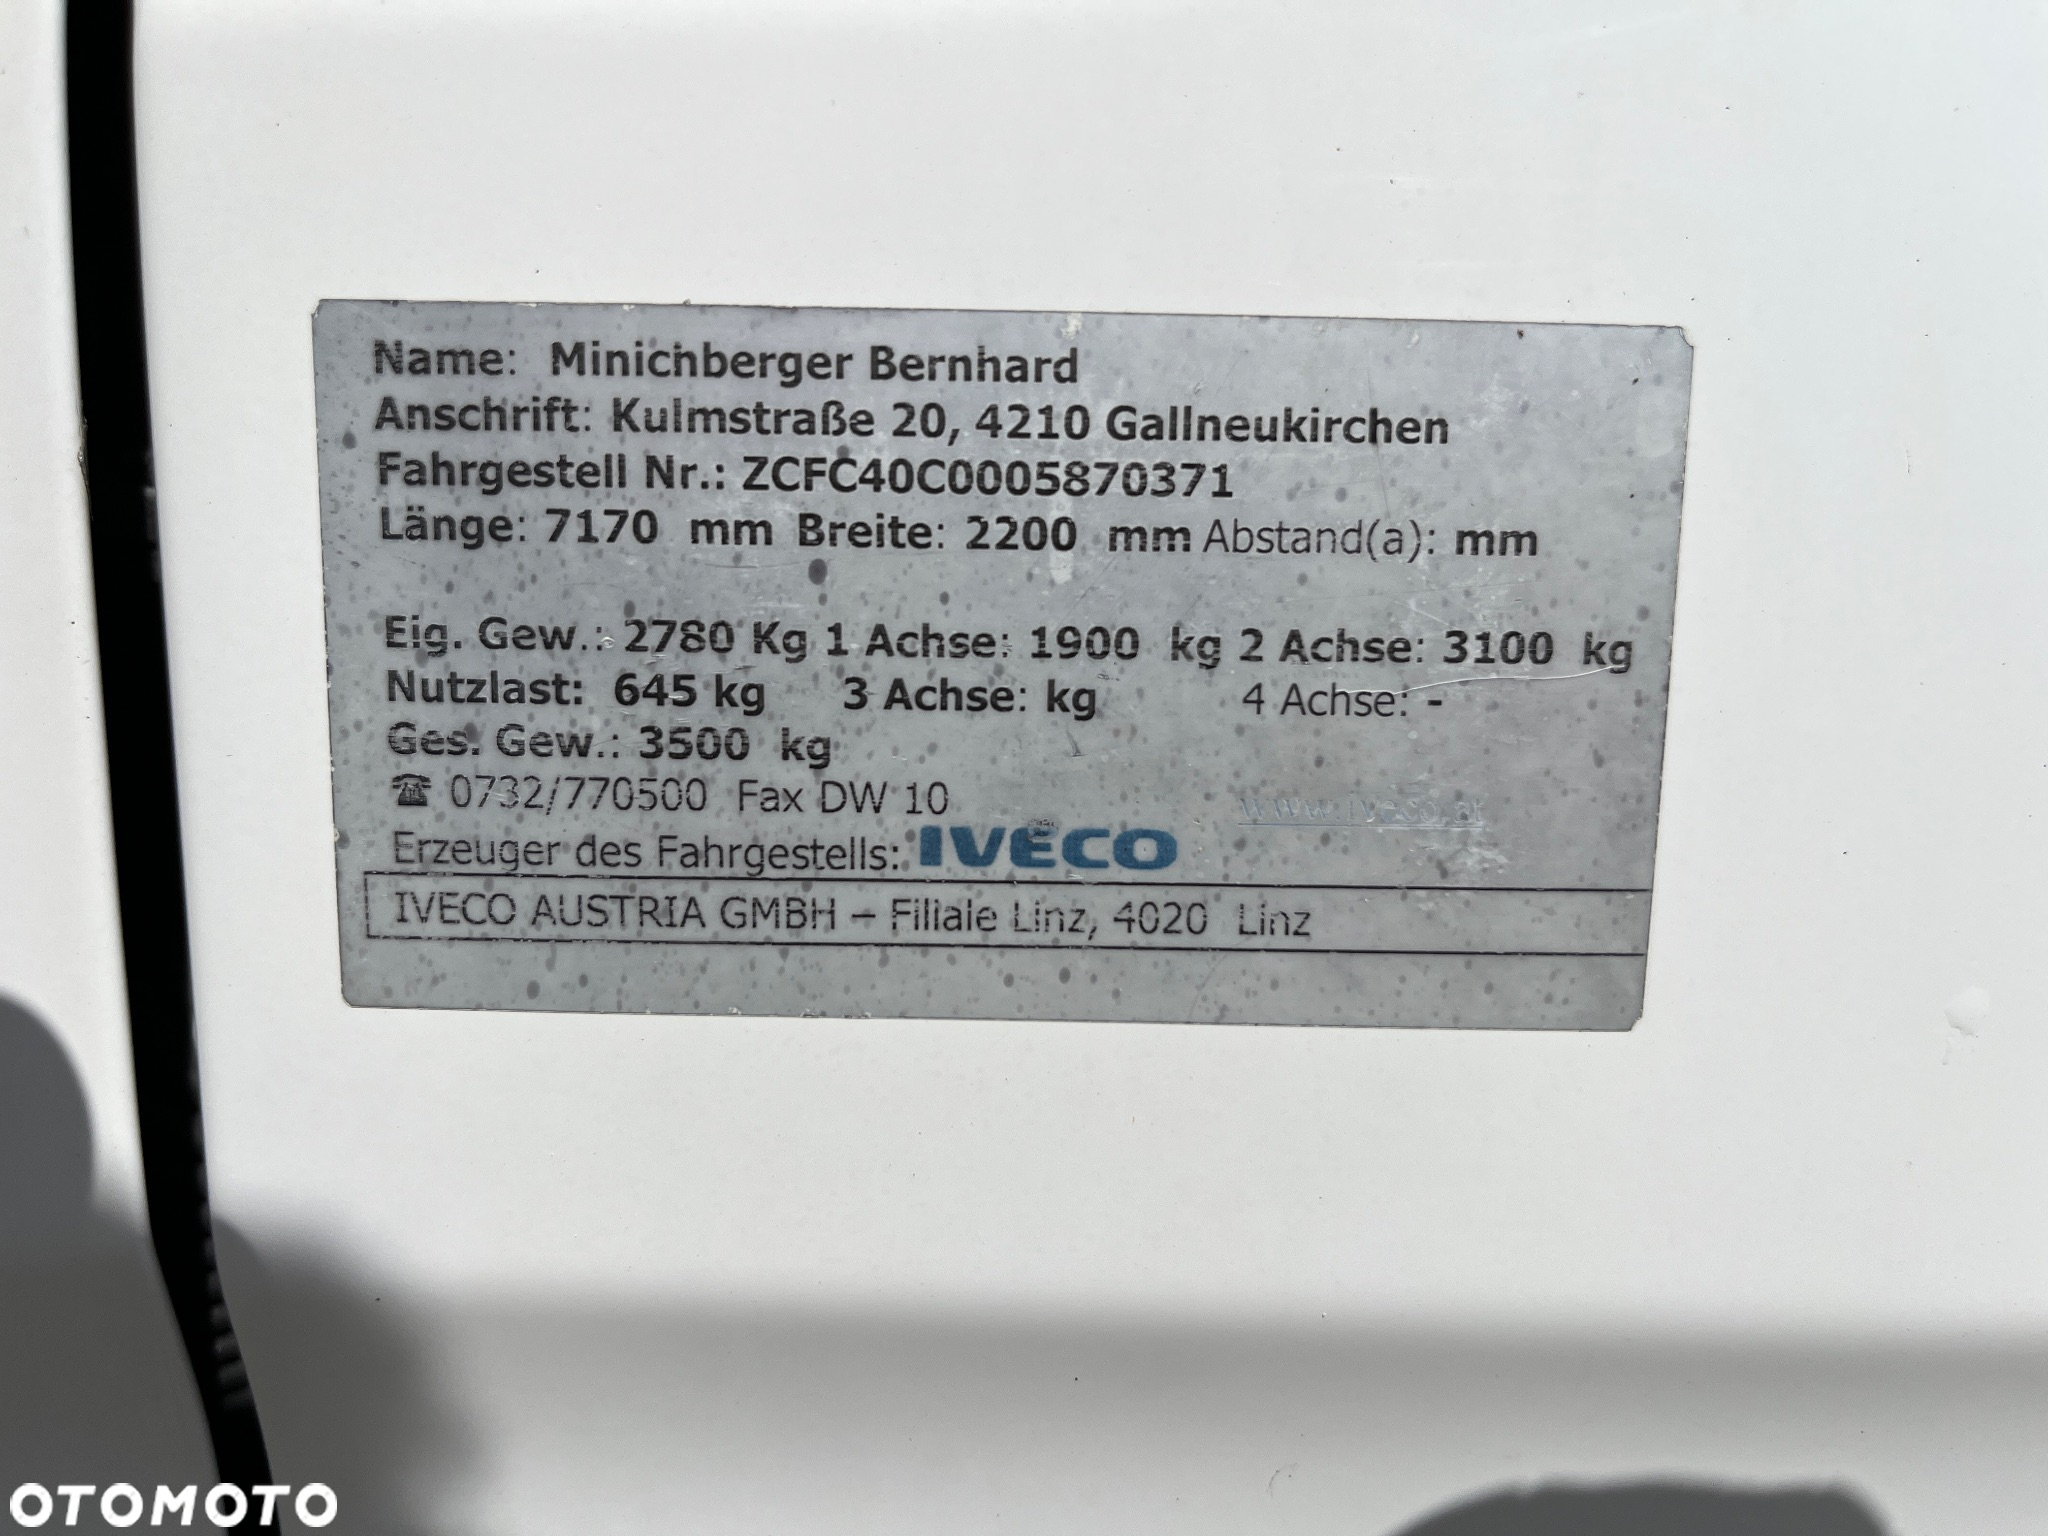 Name: Minichberger Bernhard
Anschrift: Kulmstraße 20, 4210 Gallneukirchen
Fahrgestell Nr.: ZCFC40C0005870371
Länge: 7170 mm Breite: 2200 mm Abstand(a): mm
Eig. Gew.: 2780 Kg 1 Achse: 1900 kg 2 Achse: 3100 kg
Nutzlast: 645 kg 3 Achse: kg 4 Achse: -
Ges. Gew.: 3500 kg
☎ 0732/770500 Fax DW 10 www.iveco.at
Erzeuger des Fahrgestells: IVECO
IVECO AUSTRIA GMBH – Filiale Linz, 4020 Linz
OTOMOTO